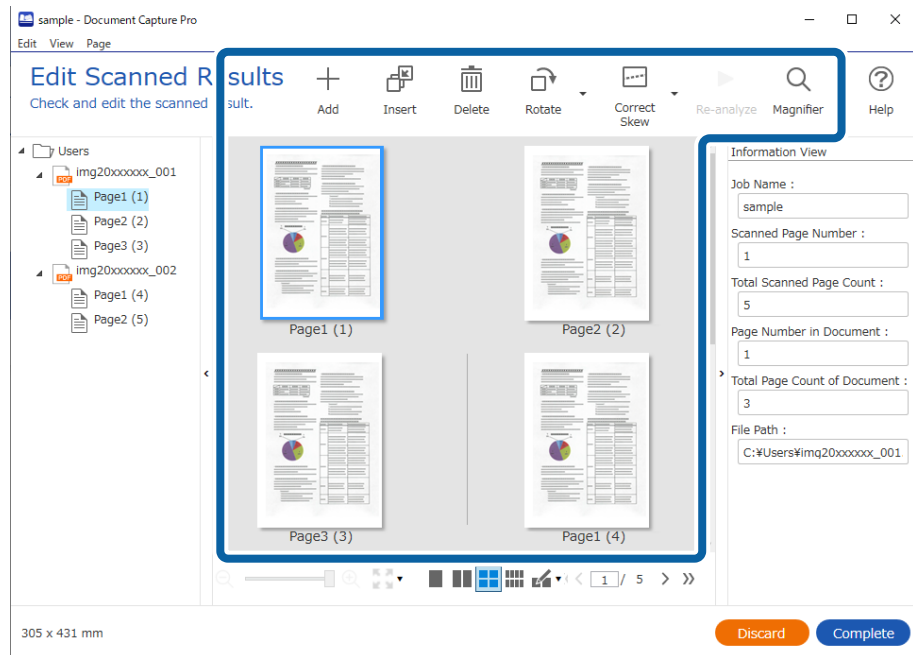 sample - Document Capture Pro
Edit View Page
Edit Scanned Results
Check and edit the scanned sult.
Add
Insert
Delete
Rotate
Correct Skew
Re-analyze
Magnifier
Help
Users
PDF img20xxxxxx_001
Page1 (1)
Page2 (2)
Page3 (3)
PDF img20xxxxxx_002
Page1 (4)
Page2 (5)
Page1 (1)
Page2 (2)
Page3 (3)
Page1 (4)
Information View
Job Name :
sample
Scanned Page Number :
1
Total Scanned Page Count :
5
Page Number in Document :
1
Total Page Count of Document :
3
File Path :
C:¥Users¥img20xxxxxx_001
1 / 5
305 x 431 mm
Discard
Complete